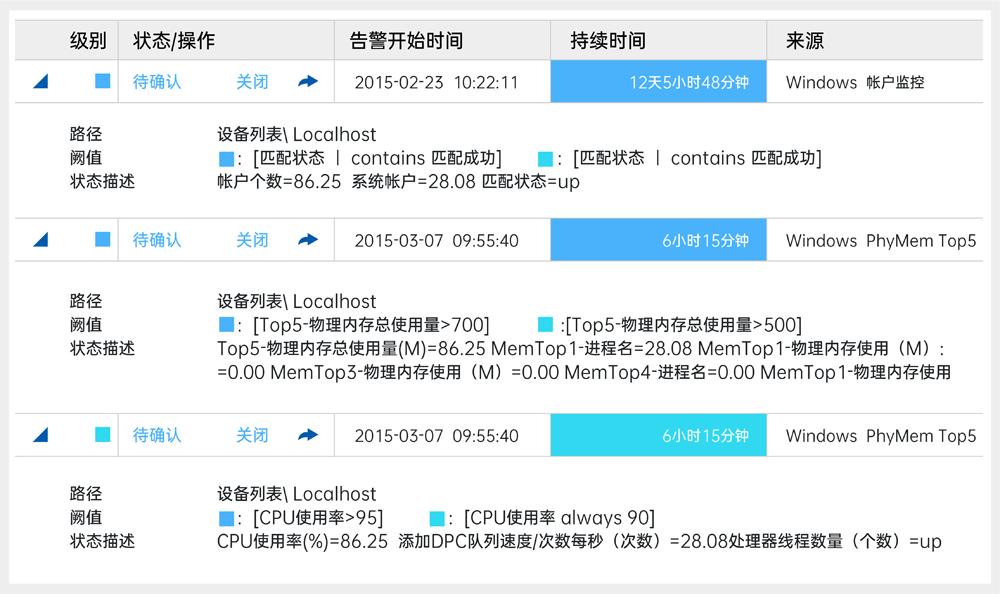 级别 状态/操作 告警开始时间 持续时间 来源
待确认 关闭 2015-02-23 10:22:11 12天5小时48分钟 Windows 帐户监控
路径 设备列表\ Localhost
阙值 : [匹配状态 | contains 匹配成功] : [匹配状态 | contains 匹配成功]
状态描述 帐户个数=86.25 系统帐户=28.08 匹配状态=up
待确认 关闭 2015-03-07 09:55:40 6小时15分钟 Windows PhyMem Top5
路径 设备列表\ Localhost
阙值 : [Top5-物理内存总使用量>700] :[Top5-物理内存总使用量>500]
状态描述 Top5-物理内存总使用量(M)=86.25 MemTop1-进程名=28.08 MemTop1-物理内存使用（M）:
=0.00 MemTop3-物理内存使用（M）=0.00 MemTop4-进程名=0.00 MemTop1-物理内存使用
待确认 关闭 2015-03-07 09:55:40 6小时15分钟 Windows PhyMem Top5
路径 设备列表\ Localhost
阙值 : [CPU使用率>95] : [CPU使用率 always 90]
状态描述 CPU使用率(%)=86.25 添加DPC队列速度/次数每秒（次数）=28.08处理器线程数量（个数）=up